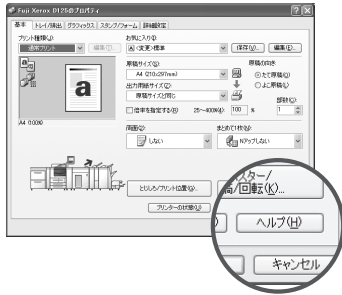 Fuji Xerox D125のプロパティ
基本 トレイ/排出 グラフィックス スタンプ/フォーム 詳細設定
プリント種類(J)
通常プリント
編集(T)...
お気に入り(I)
<変更>標準
保存(V)...
編集(E)...
原稿サイズ(G)
A4 (210x297mm)
出力用紙サイズ(Z)
原稿サイズと同じ
原稿の向き
たて原稿(Q)
よこ原稿(L)
倍率を指定する(R)
25～400%(4)
100 %
部数(C)
1
a
A4 (100%)
両面(2)
しない
まとめて1枚(N)
Nアップしない
とじしろ/プリント位置(G)...
プリンターの状態(U)
スター/
/回転(K)...
ヘルプ(H)
キャンセル